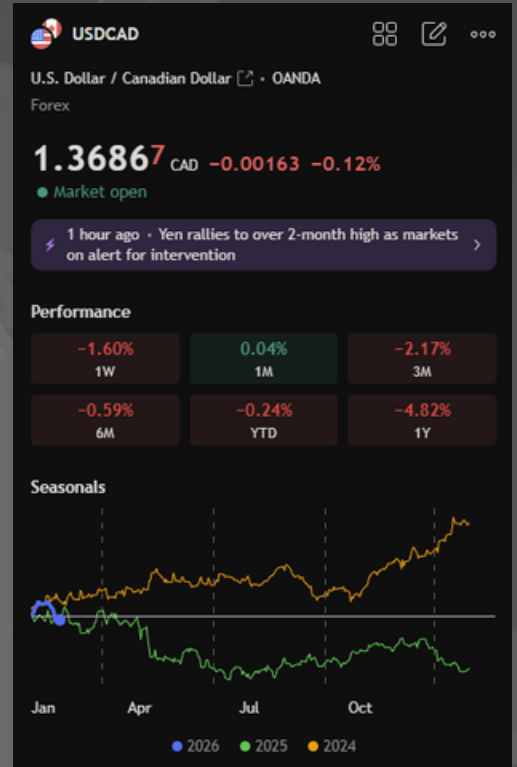 USDCAD
U.S. Dollar / Canadian Dollar • OANDA
Forex
1.36867 CAD −0.00163 −0.12%
Market open
1 hour ago • Yen rallies to over 2-month high as markets
on alert for intervention
Performance
−1.60% 0.04% −2.17%
1W 1M 3M
−0.59% −0.24% −4.82%
6M YTD 1Y
Seasonals
Jan Apr Jul Oct
2026 2025 2024